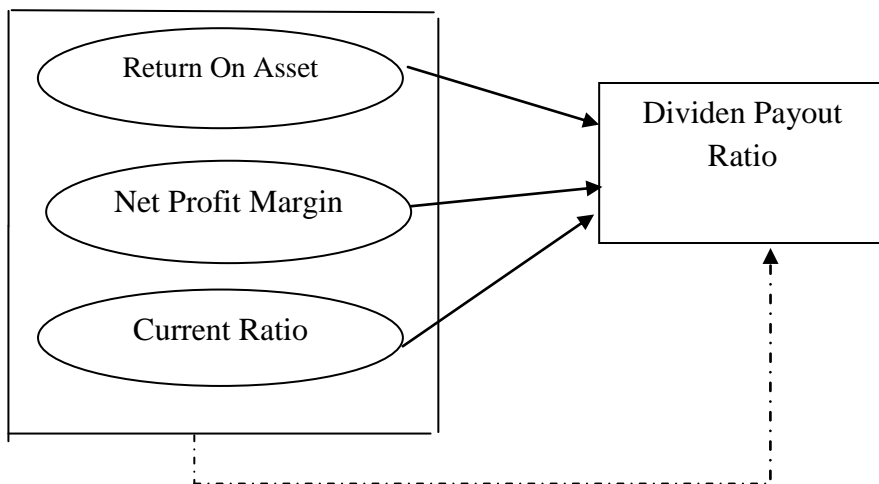 Return On Asset
Net Profit Margin
Current Ratio
Dividen Payout
Ratio